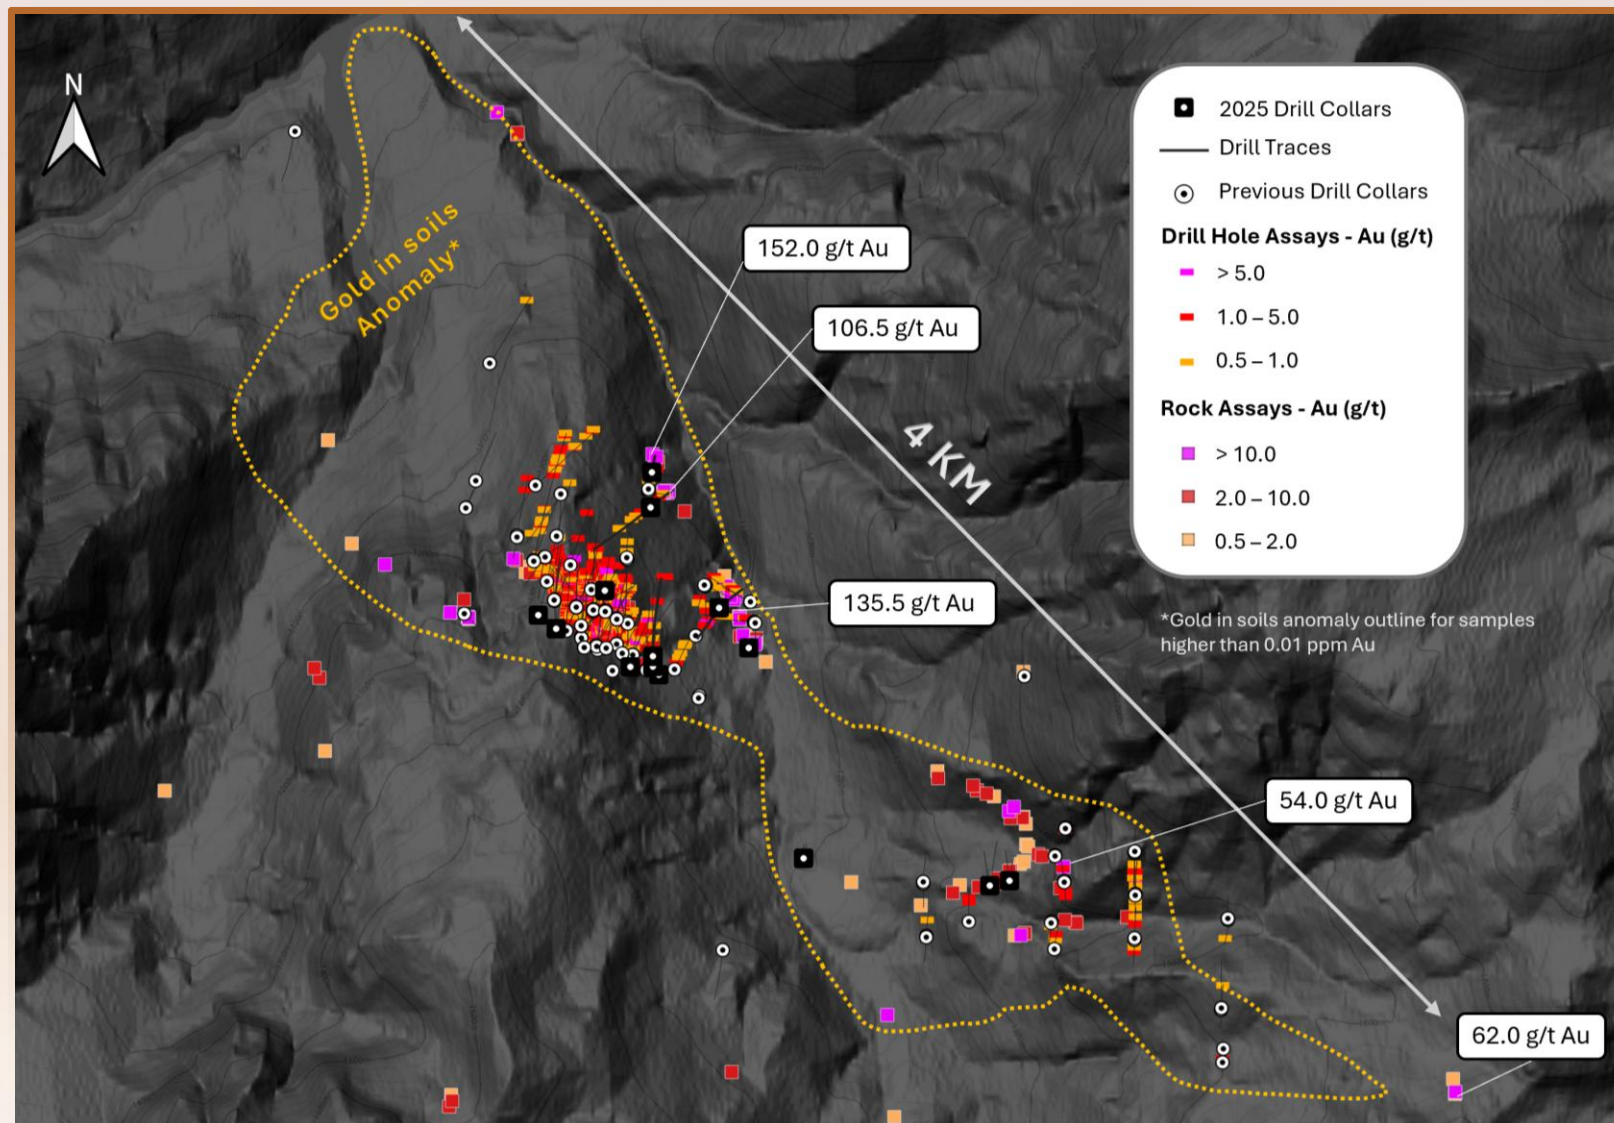 N
Gold in soils
Anomaly*
152.0 g/t Au
106.5 g/t Au
4 KM
135.5 g/t Au
54.0 g/t Au
62.0 g/t Au
2025 Drill Collars
Drill Traces
Previous Drill Collars
Drill Hole Assays - Au (g/t)
> 5.0
1.0 – 5.0
0.5 – 1.0
Rock Assays - Au (g/t)
> 10.0
2.0 – 10.0
0.5 – 2.0
*Gold in soils anomaly outline for samples
higher than 0.01 ppm Au